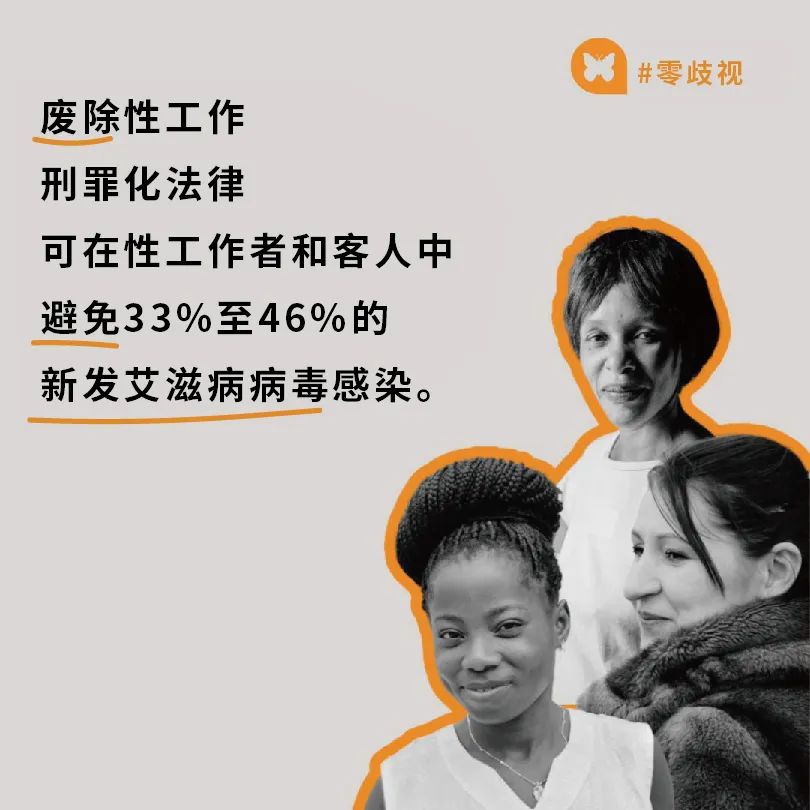 #零歧视
废除性工作
刑罪化法律
可在性工作者和客人中
避免33%至46%的
新发艾滋病病毒感染。